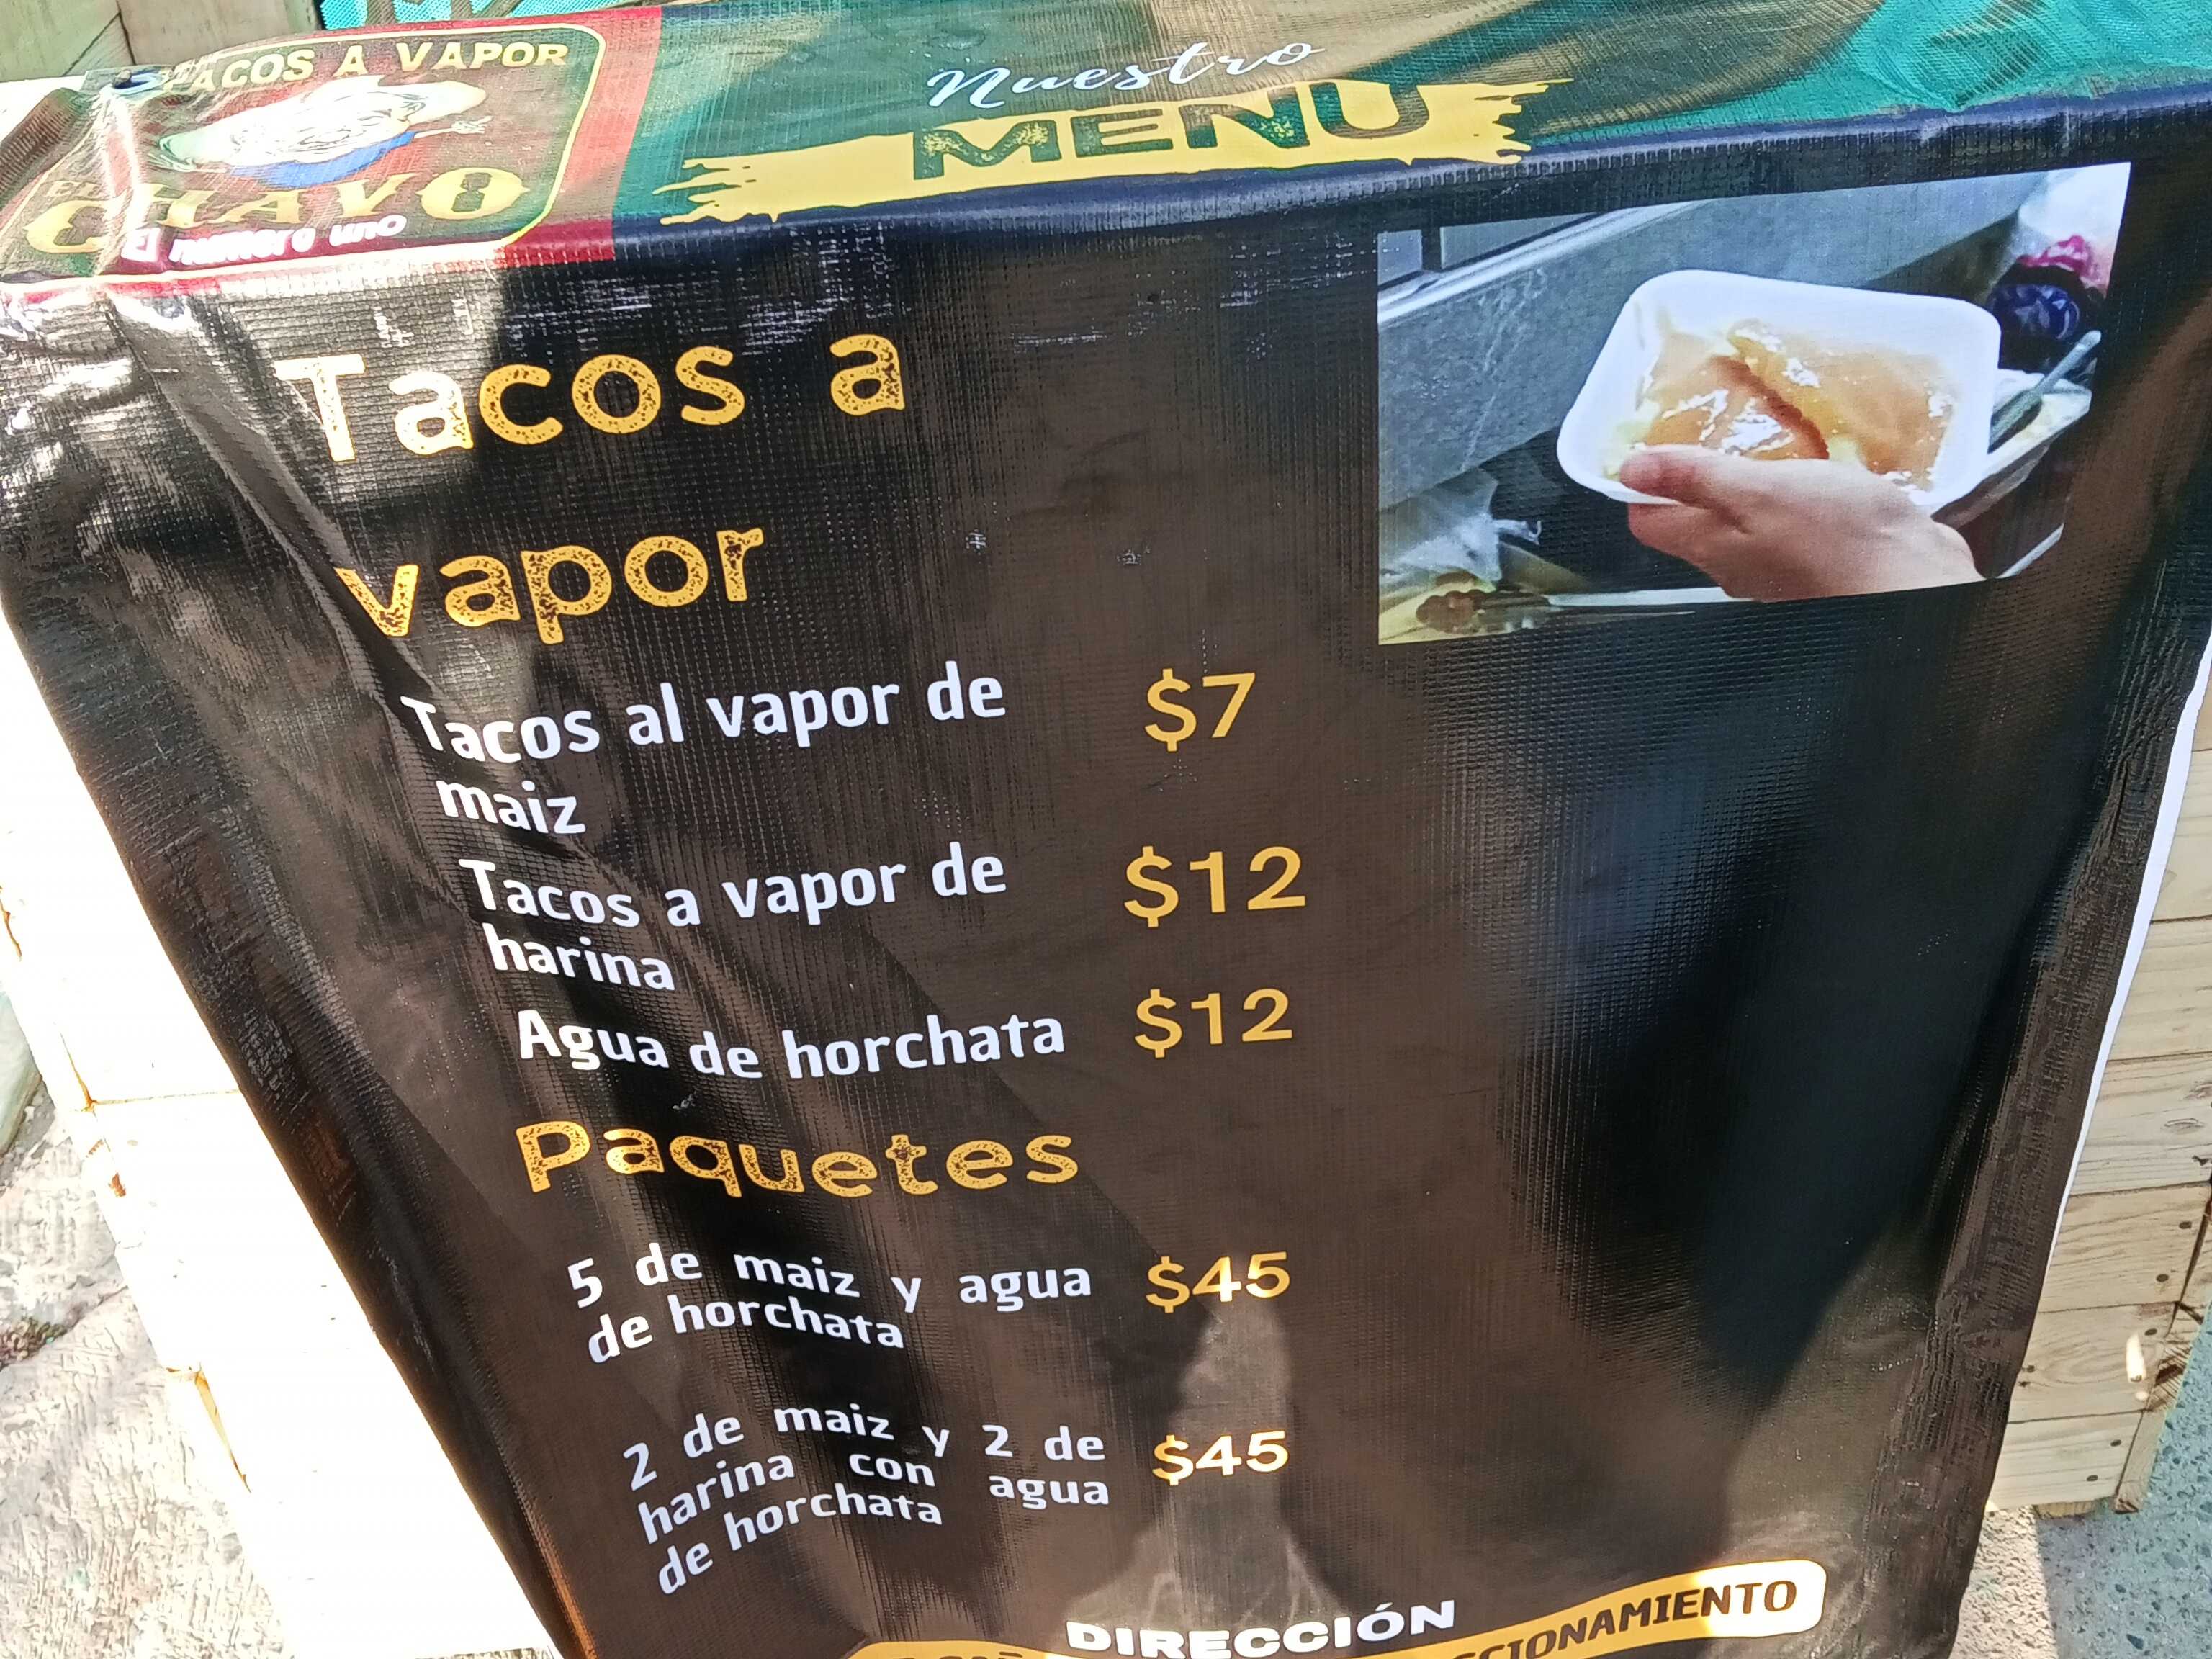 TACOS A VAPOR
EL
CHAVO
El número uno
Nuestro
MENU
Tacos a
vapor
Tacos al vapor de
maiz
$7
Tacos a vapor de
harina
$12
Agua de horchata
$12
Paquetes
5 de maiz y agua
de horchata
$45
2 de maiz y 2 de
harina con agua
de horchata
$45
DIRECCIÓN